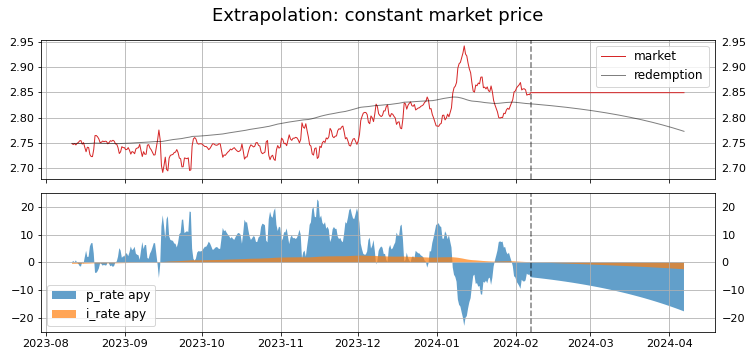 Extrapolation: constant market price
2.95 2.95
market
redemption
2.90 2.90
2.85 2.85
2.80 2.80
2.75 2.75
2.70 2.70
20 20
10 10
0 0
−10 −10
p_rate apy
i_rate apy
−20 −20
2023-08 2023-09 2023-10 2023-11 2023-12 2024-01 2024-02 2024-03 2024-04